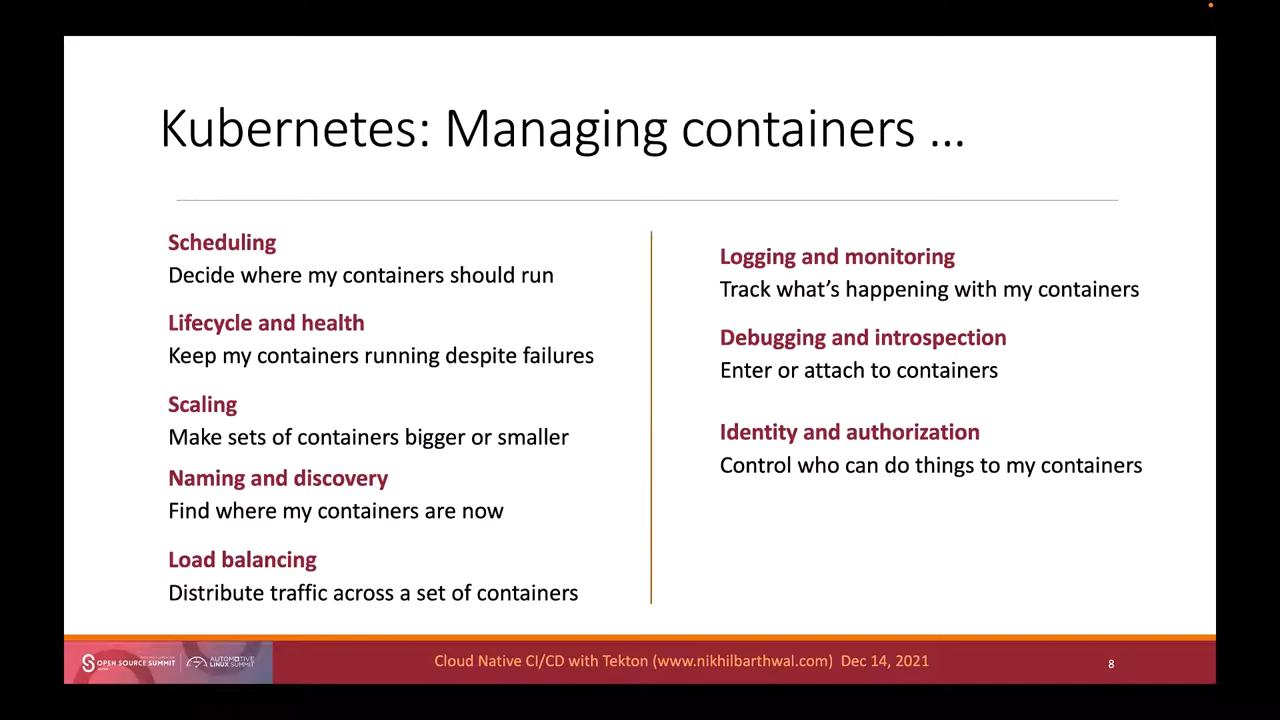 Kubernetes: Managing containers ...
Scheduling
Decide where my containers should run
Lifecycle and health
Keep my containers running despite failures
Scaling
Make sets of containers bigger or smaller
Naming and discovery
Find where my containers are now
Load balancing
Distribute traffic across a set of containers
Logging and monitoring
Track what's happening with my containers
Debugging and introspection
Enter or attach to containers
Identity and authorization
Control who can do things to my containers
OPEN SOURCE SUMMIT
AUTOMOTIVE
LINUX SUMMIT
Cloud Native CI/CD with Tekton (www.nikhilbarthwal.com) Dec 14, 2021
8